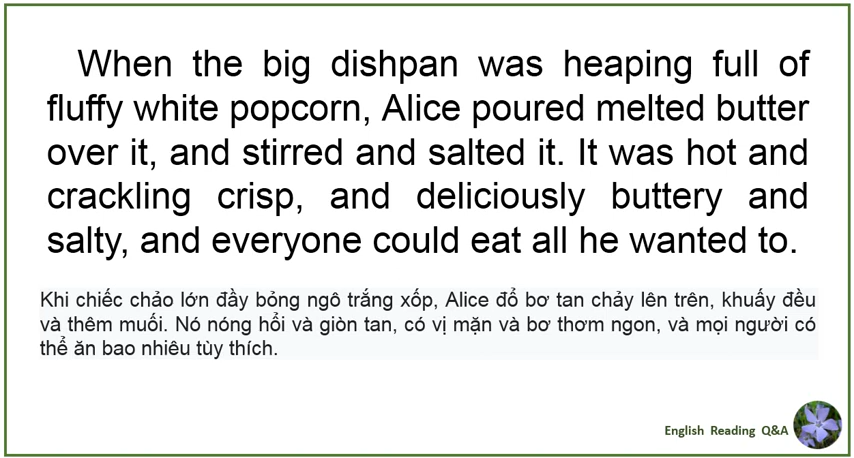 When the big dishpan was heaping full of
fluffy white popcorn, Alice poured melted butter
over it, and stirred and salted it. It was hot and
crackling crisp, and deliciously buttery and
salty, and everyone could eat all he wanted to.
Khi chiếc chảo lớn đầy bỏng ngô trắng xốp, Alice đổ bơ tan chảy lên trên, khuấy đều
và thêm muối. Nó nóng hổi và giòn tan, có vị mặn và bơ thơm ngon, và mọi người có
thể ăn bao nhiêu tùy thích.
English Reading Q&A